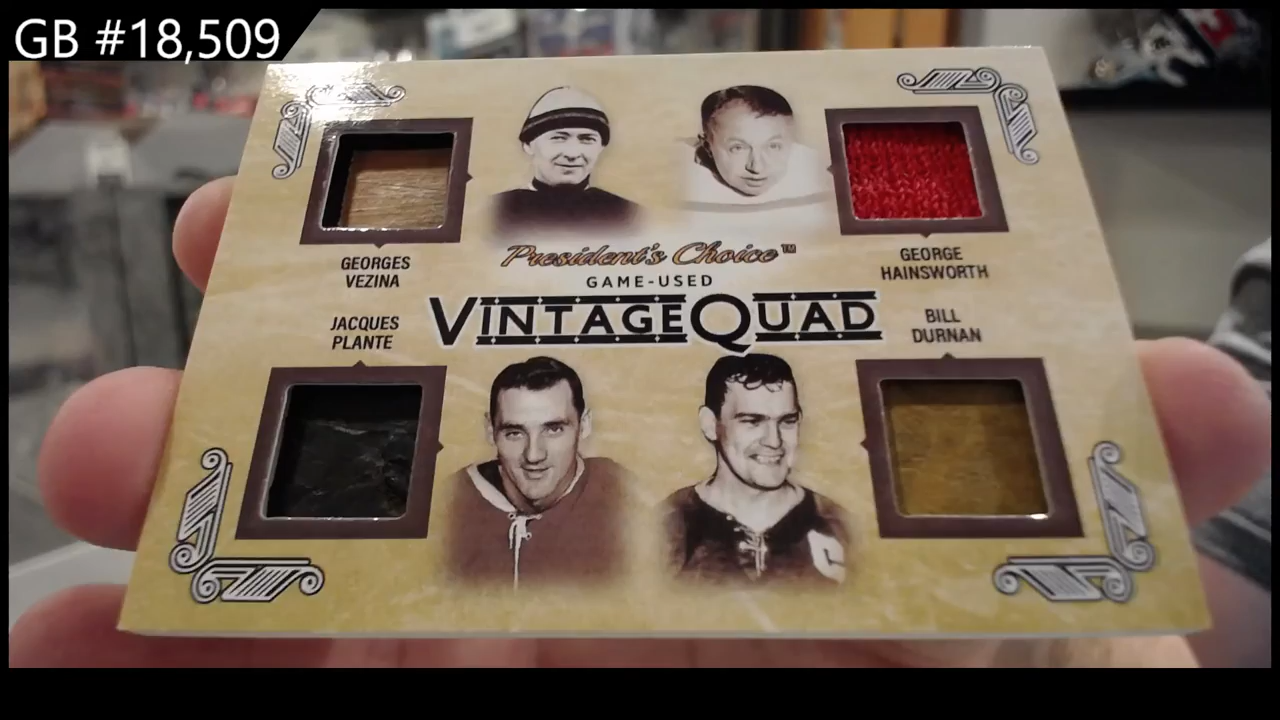 GB #18,509
GEORGES
VEZINA
President's Choice™
GAME-USED
VINTAGEQUAD
GEORGE
HAINSWORTH
JACQUES
PLANTE
BILL
DURNAN
C